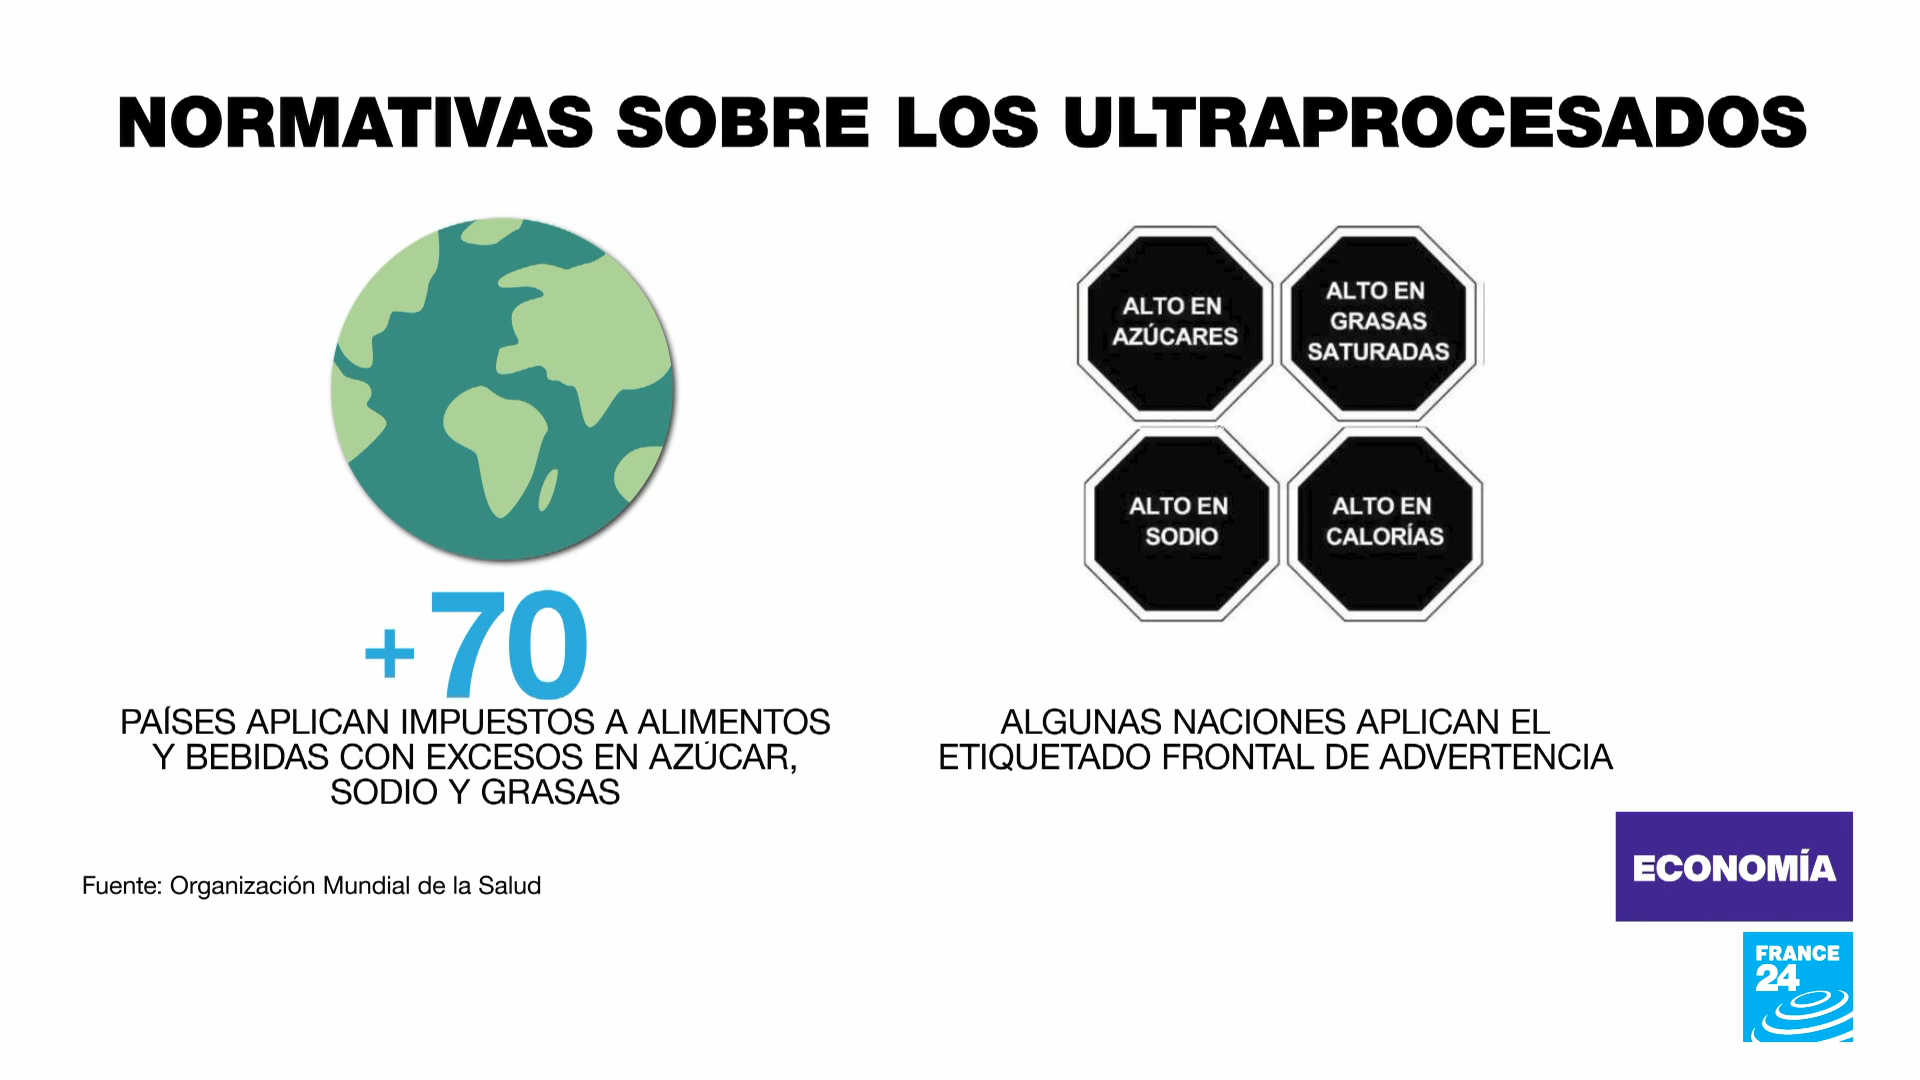 NORMATIVAS SOBRE LOS ULTRAPROCESADOS
ALTO EN
AZÚCARES
ALTO EN
GRASAS
SATURADAS
ALTO EN
SODIO
ALTO EN
CALORÍAS
+70
PAÍSES APLICAN IMPUESTOS A ALIMENTOS
Y BEBIDAS CON EXCESOS EN AZÚCAR,
SODIO Y GRASAS
ALGUNAS NACIONES APLICAN EL
ETIQUETADO FRONTAL DE ADVERTENCIA
Fuente: Organización Mundial de la Salud
ECONOMÍA
FRANCE
24